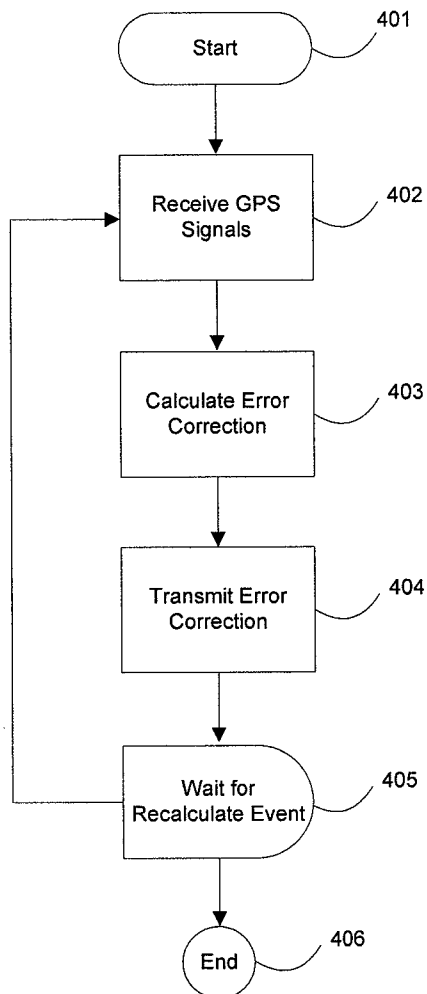 Start
401
Receive GPS
Signals
402
Calculate Error
Correction
403
Transmit Error
Correction
404
Wait for
Recalculate Event
405
End
406